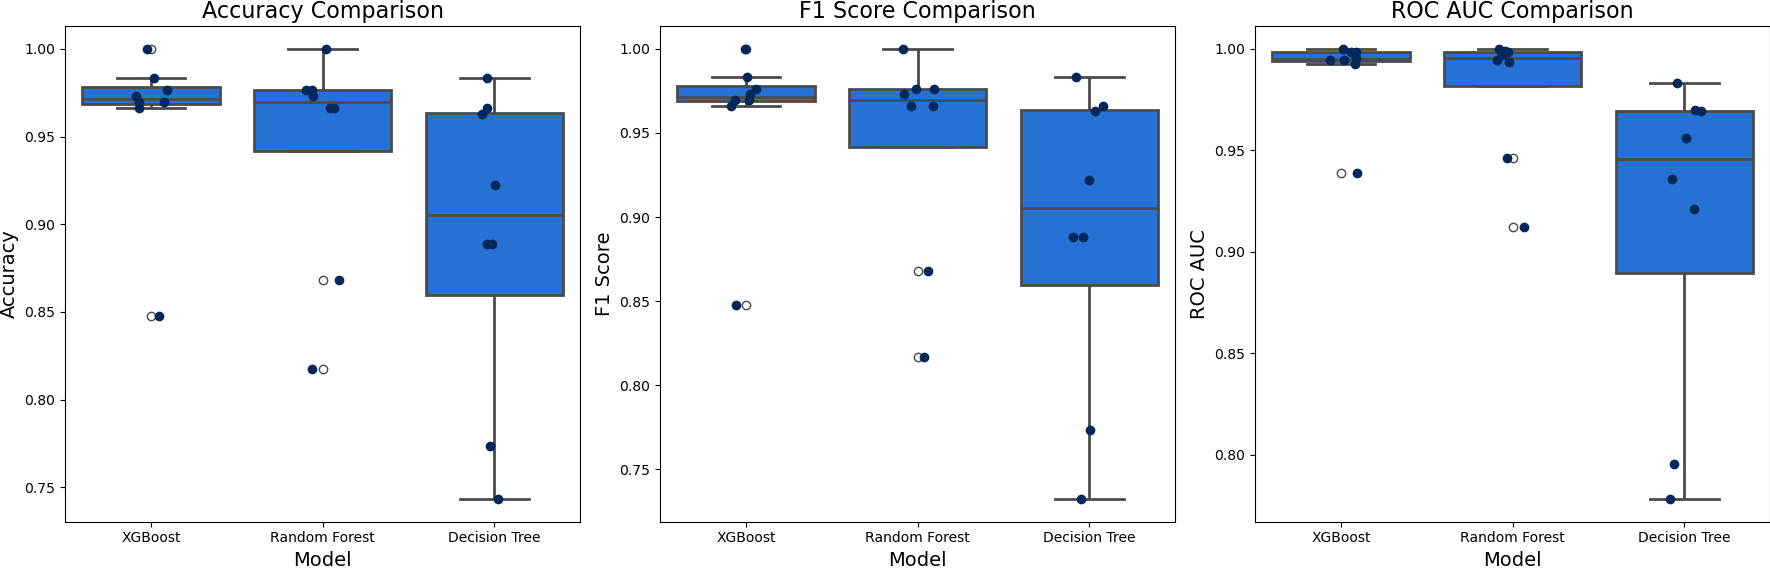 Accuracy Comparison
Accuracy
1.00
0.95
0.90
0.85
0.80
0.75
XGBoost Random Forest Decision Tree
Model
F1 Score Comparison
F1 Score
1.00
0.95
0.90
0.85
0.80
0.75
XGBoost Random Forest Decision Tree
Model
ROC AUC Comparison
ROC AUC
1.00
0.95
0.90
0.85
0.80
XGBoost Random Forest Decision Tree
Model